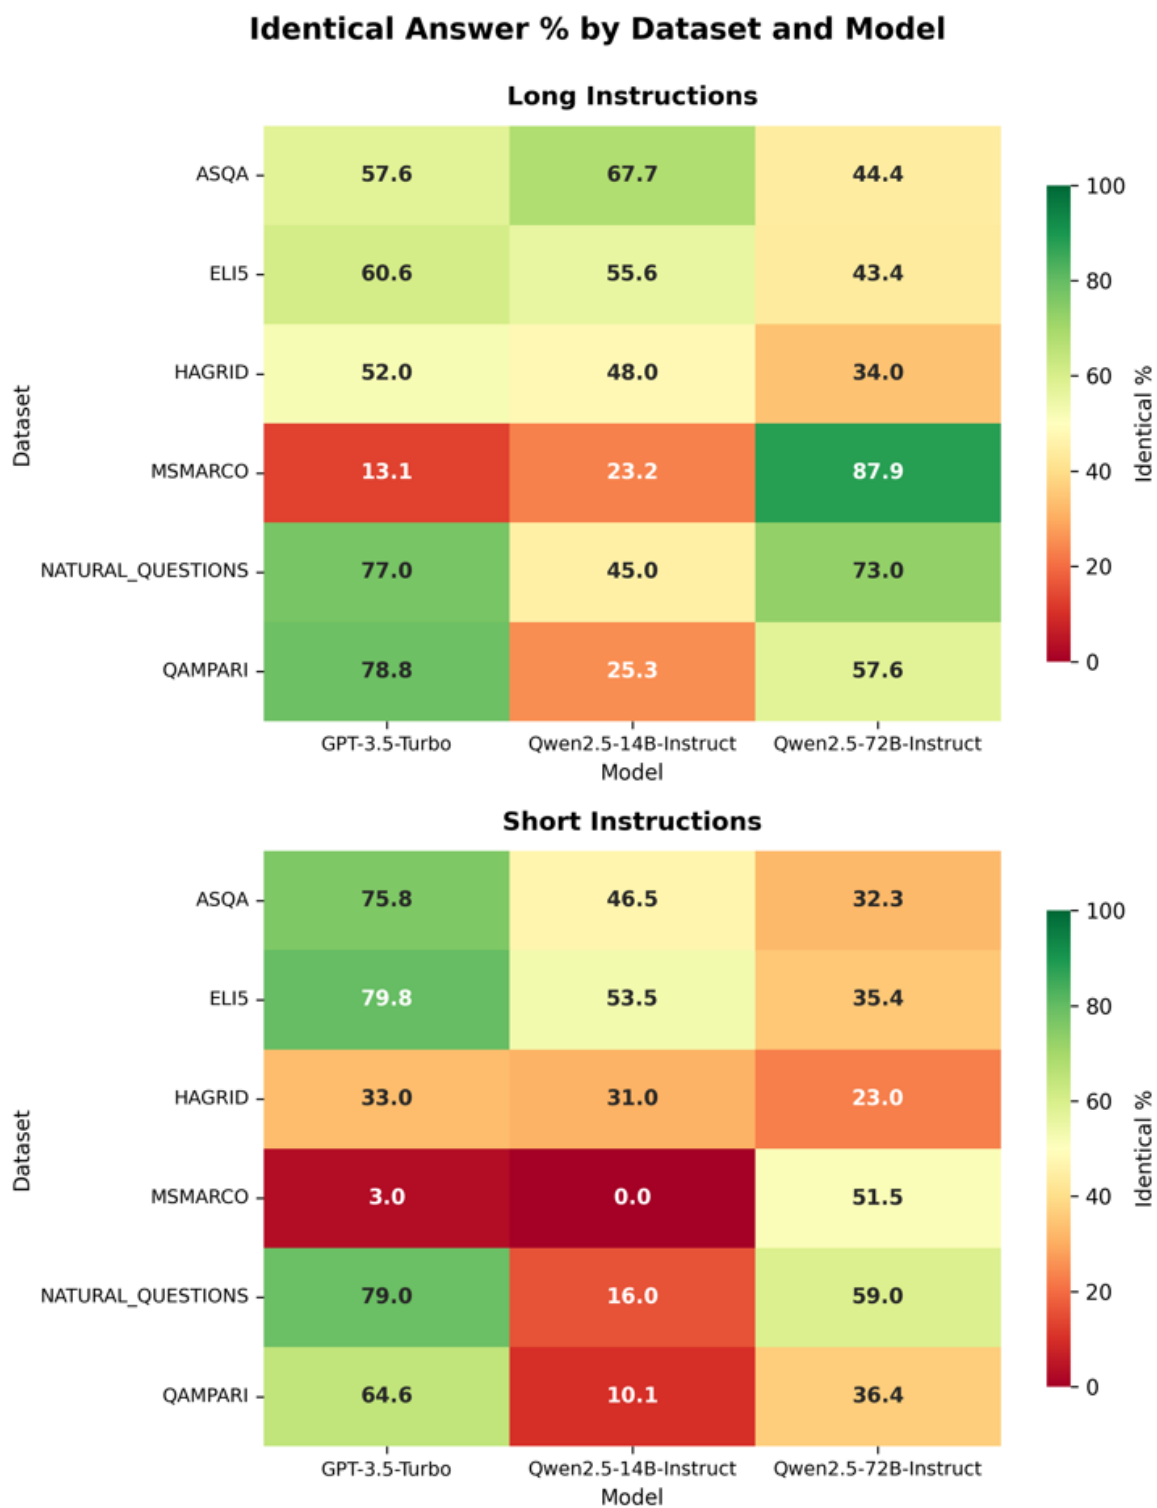 Identical Answer % by Dataset and Model
Long Instructions
ASQA 57.6 67.7 44.4
ELI5 60.6 55.6 43.4
HAGRID 52.0 48.0 34.0
MSMARCO 13.1 23.2 87.9
NATURAL_QUESTIONS 77.0 45.0 73.0
QAMPARI 78.8 25.3 57.6
GPT-3.5-Turbo Qwen2.5-14B-Instruct Qwen2.5-72B-Instruct
Model
Dataset
100
80
60
40
20
0
Identical %
Short Instructions
ASQA 75.8 46.5 32.3
ELI5 79.8 53.5 35.4
HAGRID 33.0 31.0 23.0
MSMARCO 3.0 0.0 51.5
NATURAL_QUESTIONS 79.0 16.0 59.0
QAMPARI 64.6 10.1 36.4
GPT-3.5-Turbo Qwen2.5-14B-Instruct Qwen2.5-72B-Instruct
Model
Dataset
100
80
60
40
20
0
Identical %